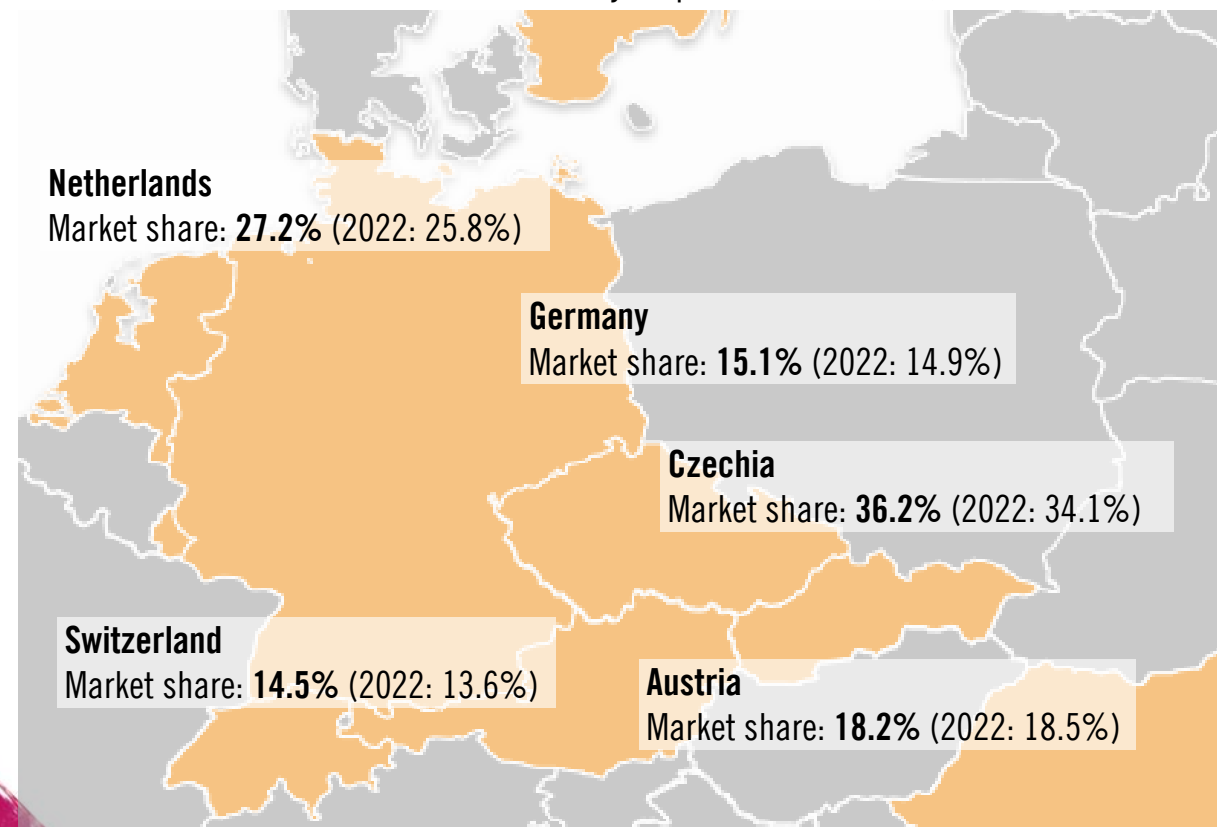 Netherlands
Market share: 27.2% (2022: 25.8%)
Germany
Market share: 15.1% (2022: 14.9%)
Czechia
Market share: 36.2% (2022: 34.1%)
Switzerland
Market share: 14.5% (2022: 13.6%)
Austria
Market share: 18.2% (2022: 18.5%)